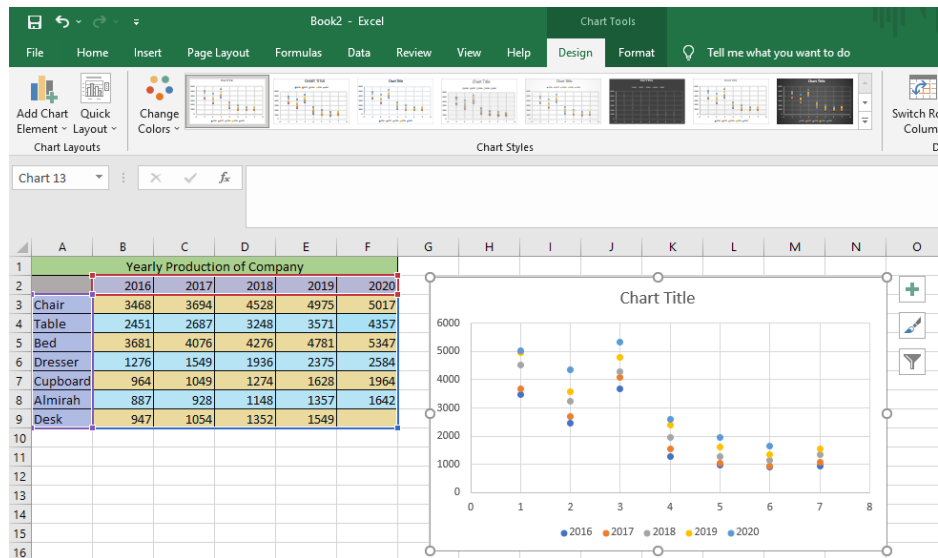 Book2 - Excel
Chart Tools
File Home Insert Page Layout Formulas Data Review View Help Design Format Tell me what you want to do
Add Chart Element
Quick Layout
Change Colors
Switch Ro
Colum
Chart Layouts
Chart Styles
D
Chart 13
fx
A B C D E F G H I J K L M N O
1 Yearly Production of Company
2 2016 2017 2018 2019 2020
3 Chair 3468 3694 4528 4975 5017
4 Table 2451 2687 3248 3571 4357
5 Bed 3681 4076 4276 4781 5347
6 Dresser 1276 1549 1936 2375 2584
7 Cupboard 964 1049 1274 1628 1964
8 Almirah 887 928 1148 1357 1642
9 Desk 947 1054 1352 1549
10
11
12
13
14
15
16
Chart Title
6000
5000
4000
3000
2000
1000
0
0 1 2 3 4 5 6 7 8
2016 2017 2018 2019 2020